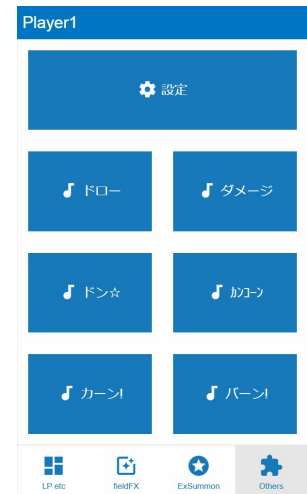 Player1
設定
ドロー
ダメージ
ドン☆
ｶﾝｺｰﾝ
カーン!
バーン!
LP etc
fieldFX
ExSummon
Others